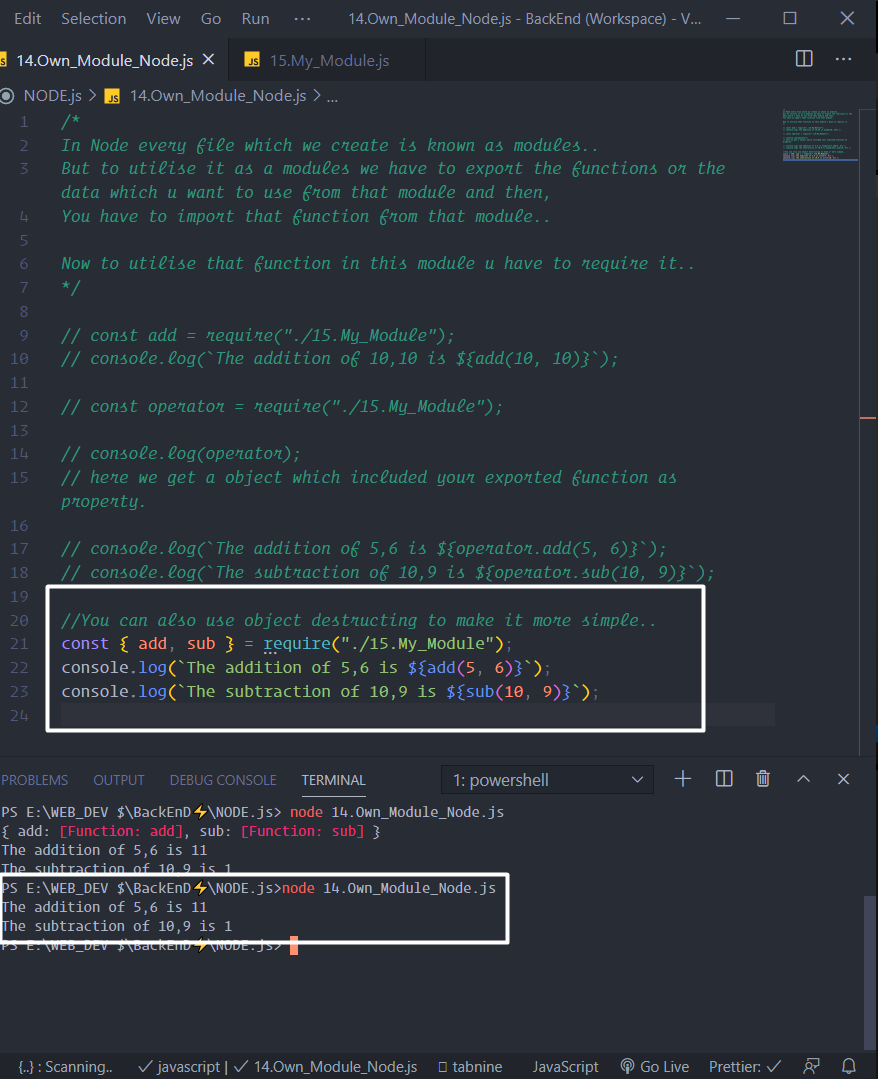 Edit Selection View Go Run ··· 14.Own_Module_Node.js - BackEnd (Workspace) - V...
JS 14.Own_Module_Node.js JS 15.My_Module.js ···
NODE.js > JS 14.Own_Module_Node.js > ...
1 /*
2 In Node every file which we create is known as modules..
3 But to utilise it as a modules we have to export the functions or the
data which u want to use from that module and then,
4 You have to import that function from that module..
5
6 Now to utilise that function in this module u have to require it..
7 */
8
9 // const add = require("./15.My_Module");
10 // console.log(`The addition of 10,10 is ${add(10, 10)}`);
11
12 // const operator = require("./15.My_Module");
13
14 // console.log(operator);
15 // here we get a object which included your exported function as
property.
16
17 // console.log(`The addition of 5,6 is ${operator.add(5, 6)}`);
18 // console.log(`The subtraction of 10,9 is ${operator.sub(10, 9)}`);
19
20 //You can also use object destructing to make it more simple..
21 const { add, sub } = require("./15.My_Module");
22 console.log(`The addition of 5,6 is ${add(5, 6)}`);
23 console.log(`The subtraction of 10,9 is ${sub(10, 9)}`);
24
PROBLEMS OUTPUT DEBUG CONSOLE TERMINAL 1: powershell
PS E:\WEB_DEV $\BackEnD⚡\NODE.js> node 14.Own_Module_Node.js
{ add: [Function: add], sub: [Function: sub] }
The addition of 5,6 is 11
The subtraction of 10,9 is 1
PS E:\WEB_DEV $\BackEnD⚡\NODE.js>node 14.Own_Module_Node.js
The addition of 5,6 is 11
The subtraction of 10,9 is 1
PS E:\WEB_DEV $\BackEnD⚡\NODE.js>
{..} : Scanning.. ✓ javascript | ✓ 14.Own_Module_Node.js tabnine JavaScript Go Live Prettier: ✓